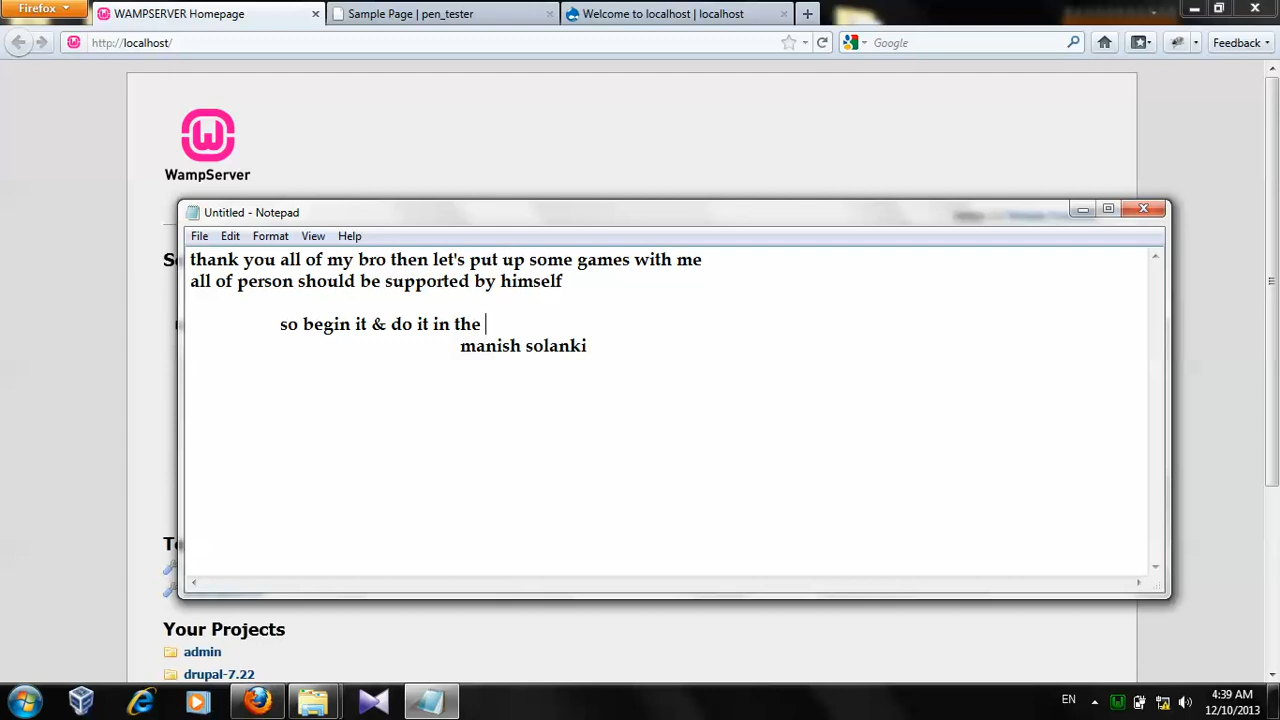 Firefox
WAMPSERVER Homepage
Sample Page | pen_tester
Welcome to localhost | localhost
http://localhost/
Google
Feedback
WampServer
Untitled - Notepad
File Edit Format View Help
thank you all of my bro then let's put up some games with me
all of person should be supported by himself
so begin it & do it in the
manish solanki
Your Projects
admin
drupal-7.22
EN
4:39 AM
12/10/2013